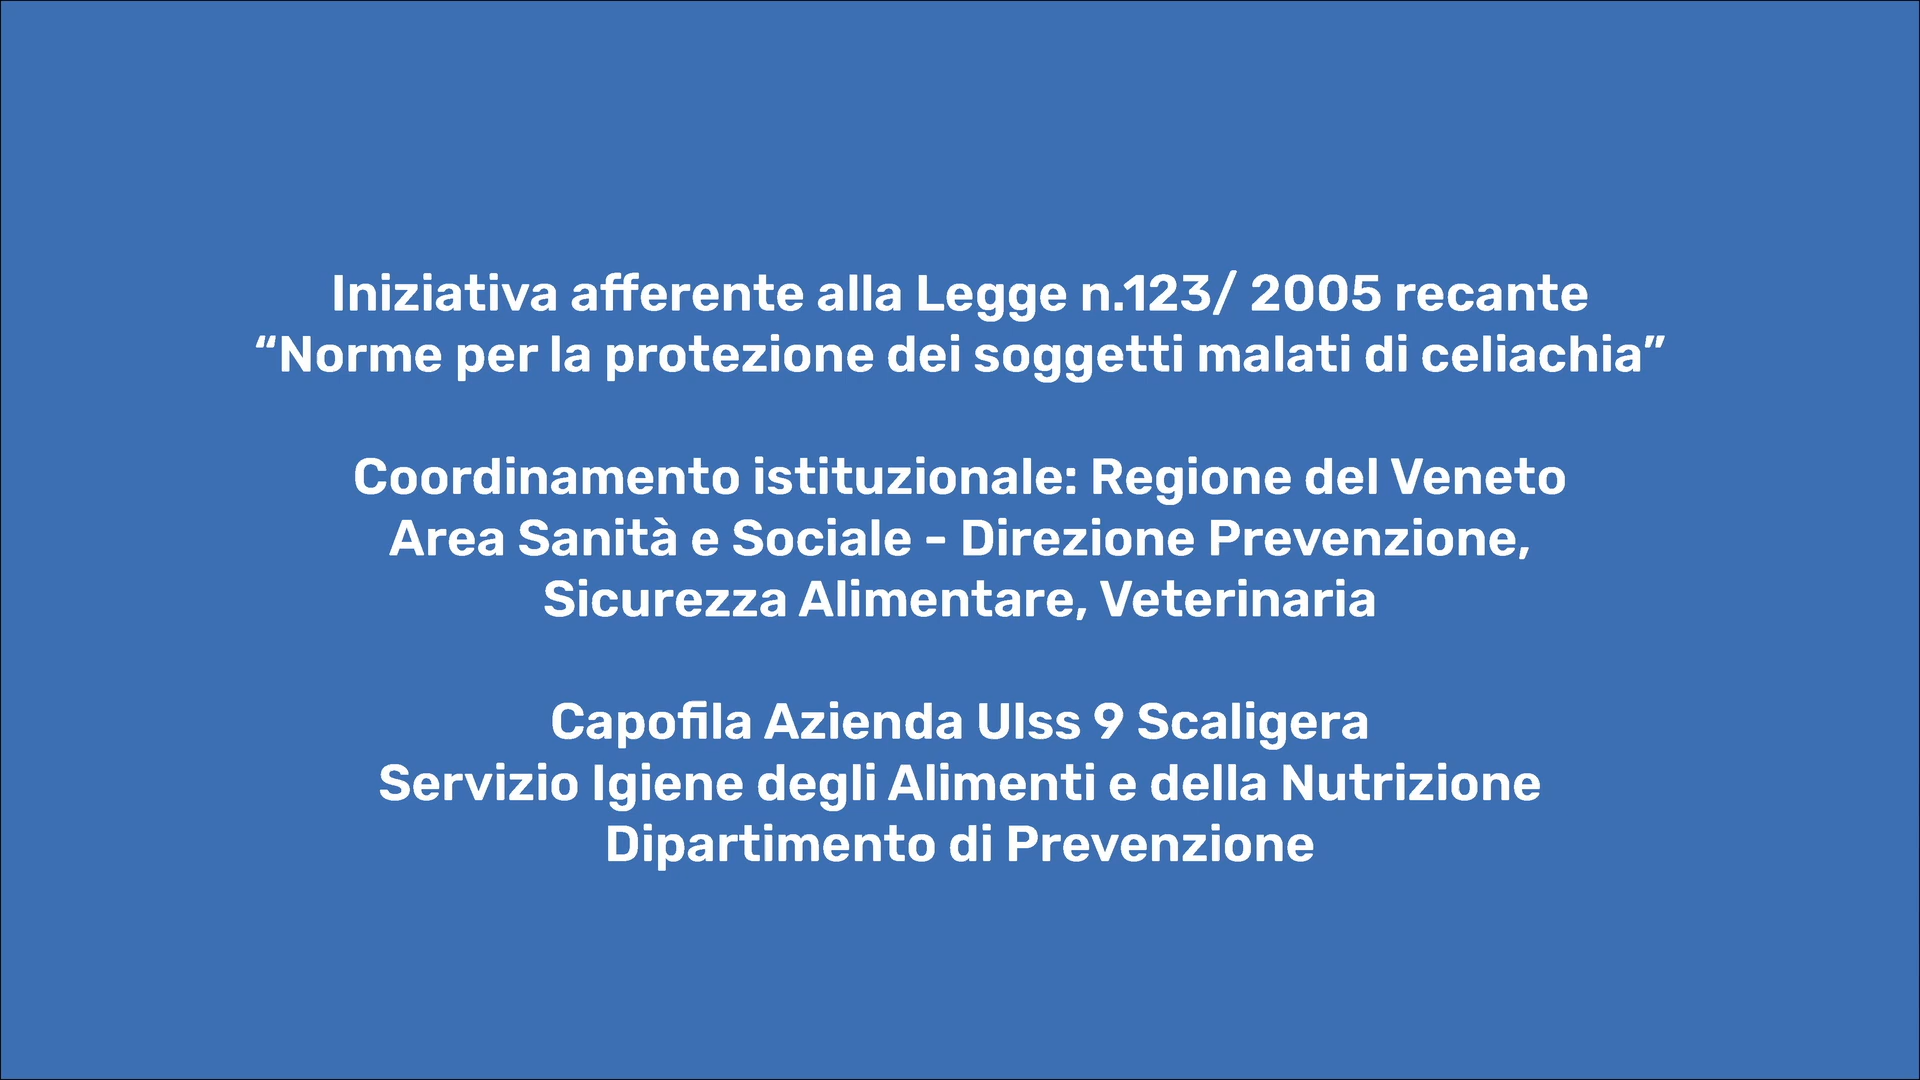 Iniziativa afferente alla Legge n.123/ 2005 recante
“Norme per la protezione dei soggetti malati di celiachia”
Coordinamento istituzionale: Regione del Veneto
Area Sanità e Sociale - Direzione Prevenzione,
Sicurezza Alimentare, Veterinaria
Capofila Azienda Ulss 9 Scaligera
Servizio Igiene degli Alimenti e della Nutrizione
Dipartimento di Prevenzione